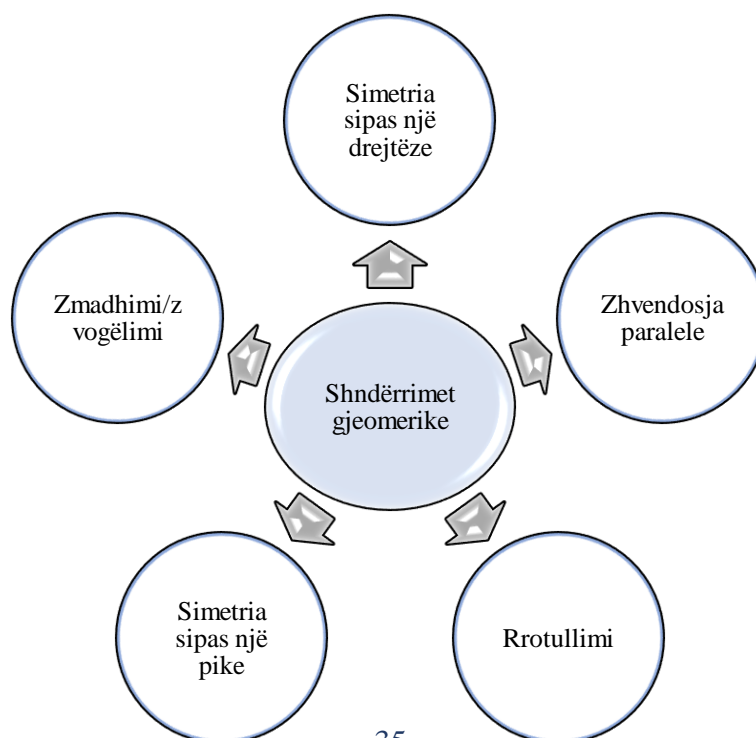 Simetria
sipas një
drejtëze
Zmadhimi/z
vogëlimi
Zhvendosja
paralele
Shndërrimet
gjeomerike
Simetria
sipas një
pike
Rrotullimi